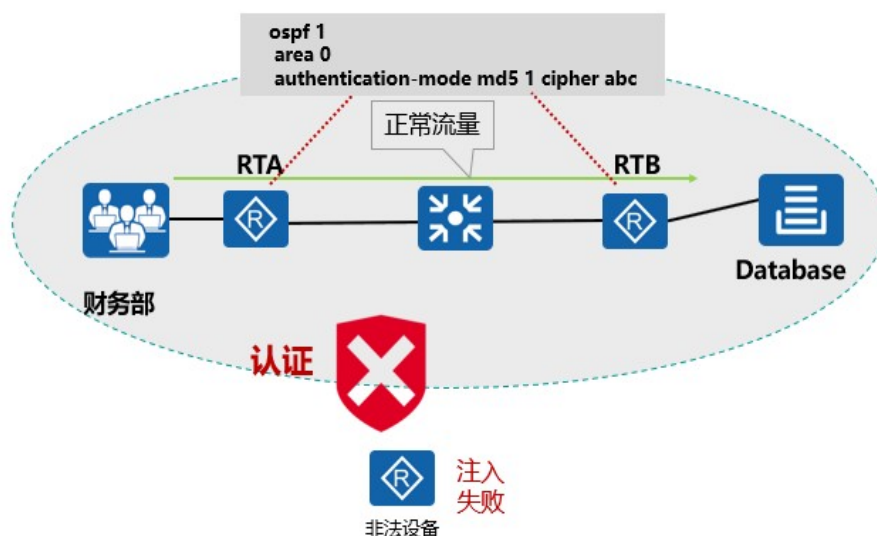 ospf 1
area 0
authentication-mode md5 1 cipher abc
正常流量
RTA
RTB
R
R
Database
财务部
认证
R
注入
失败
非法设备